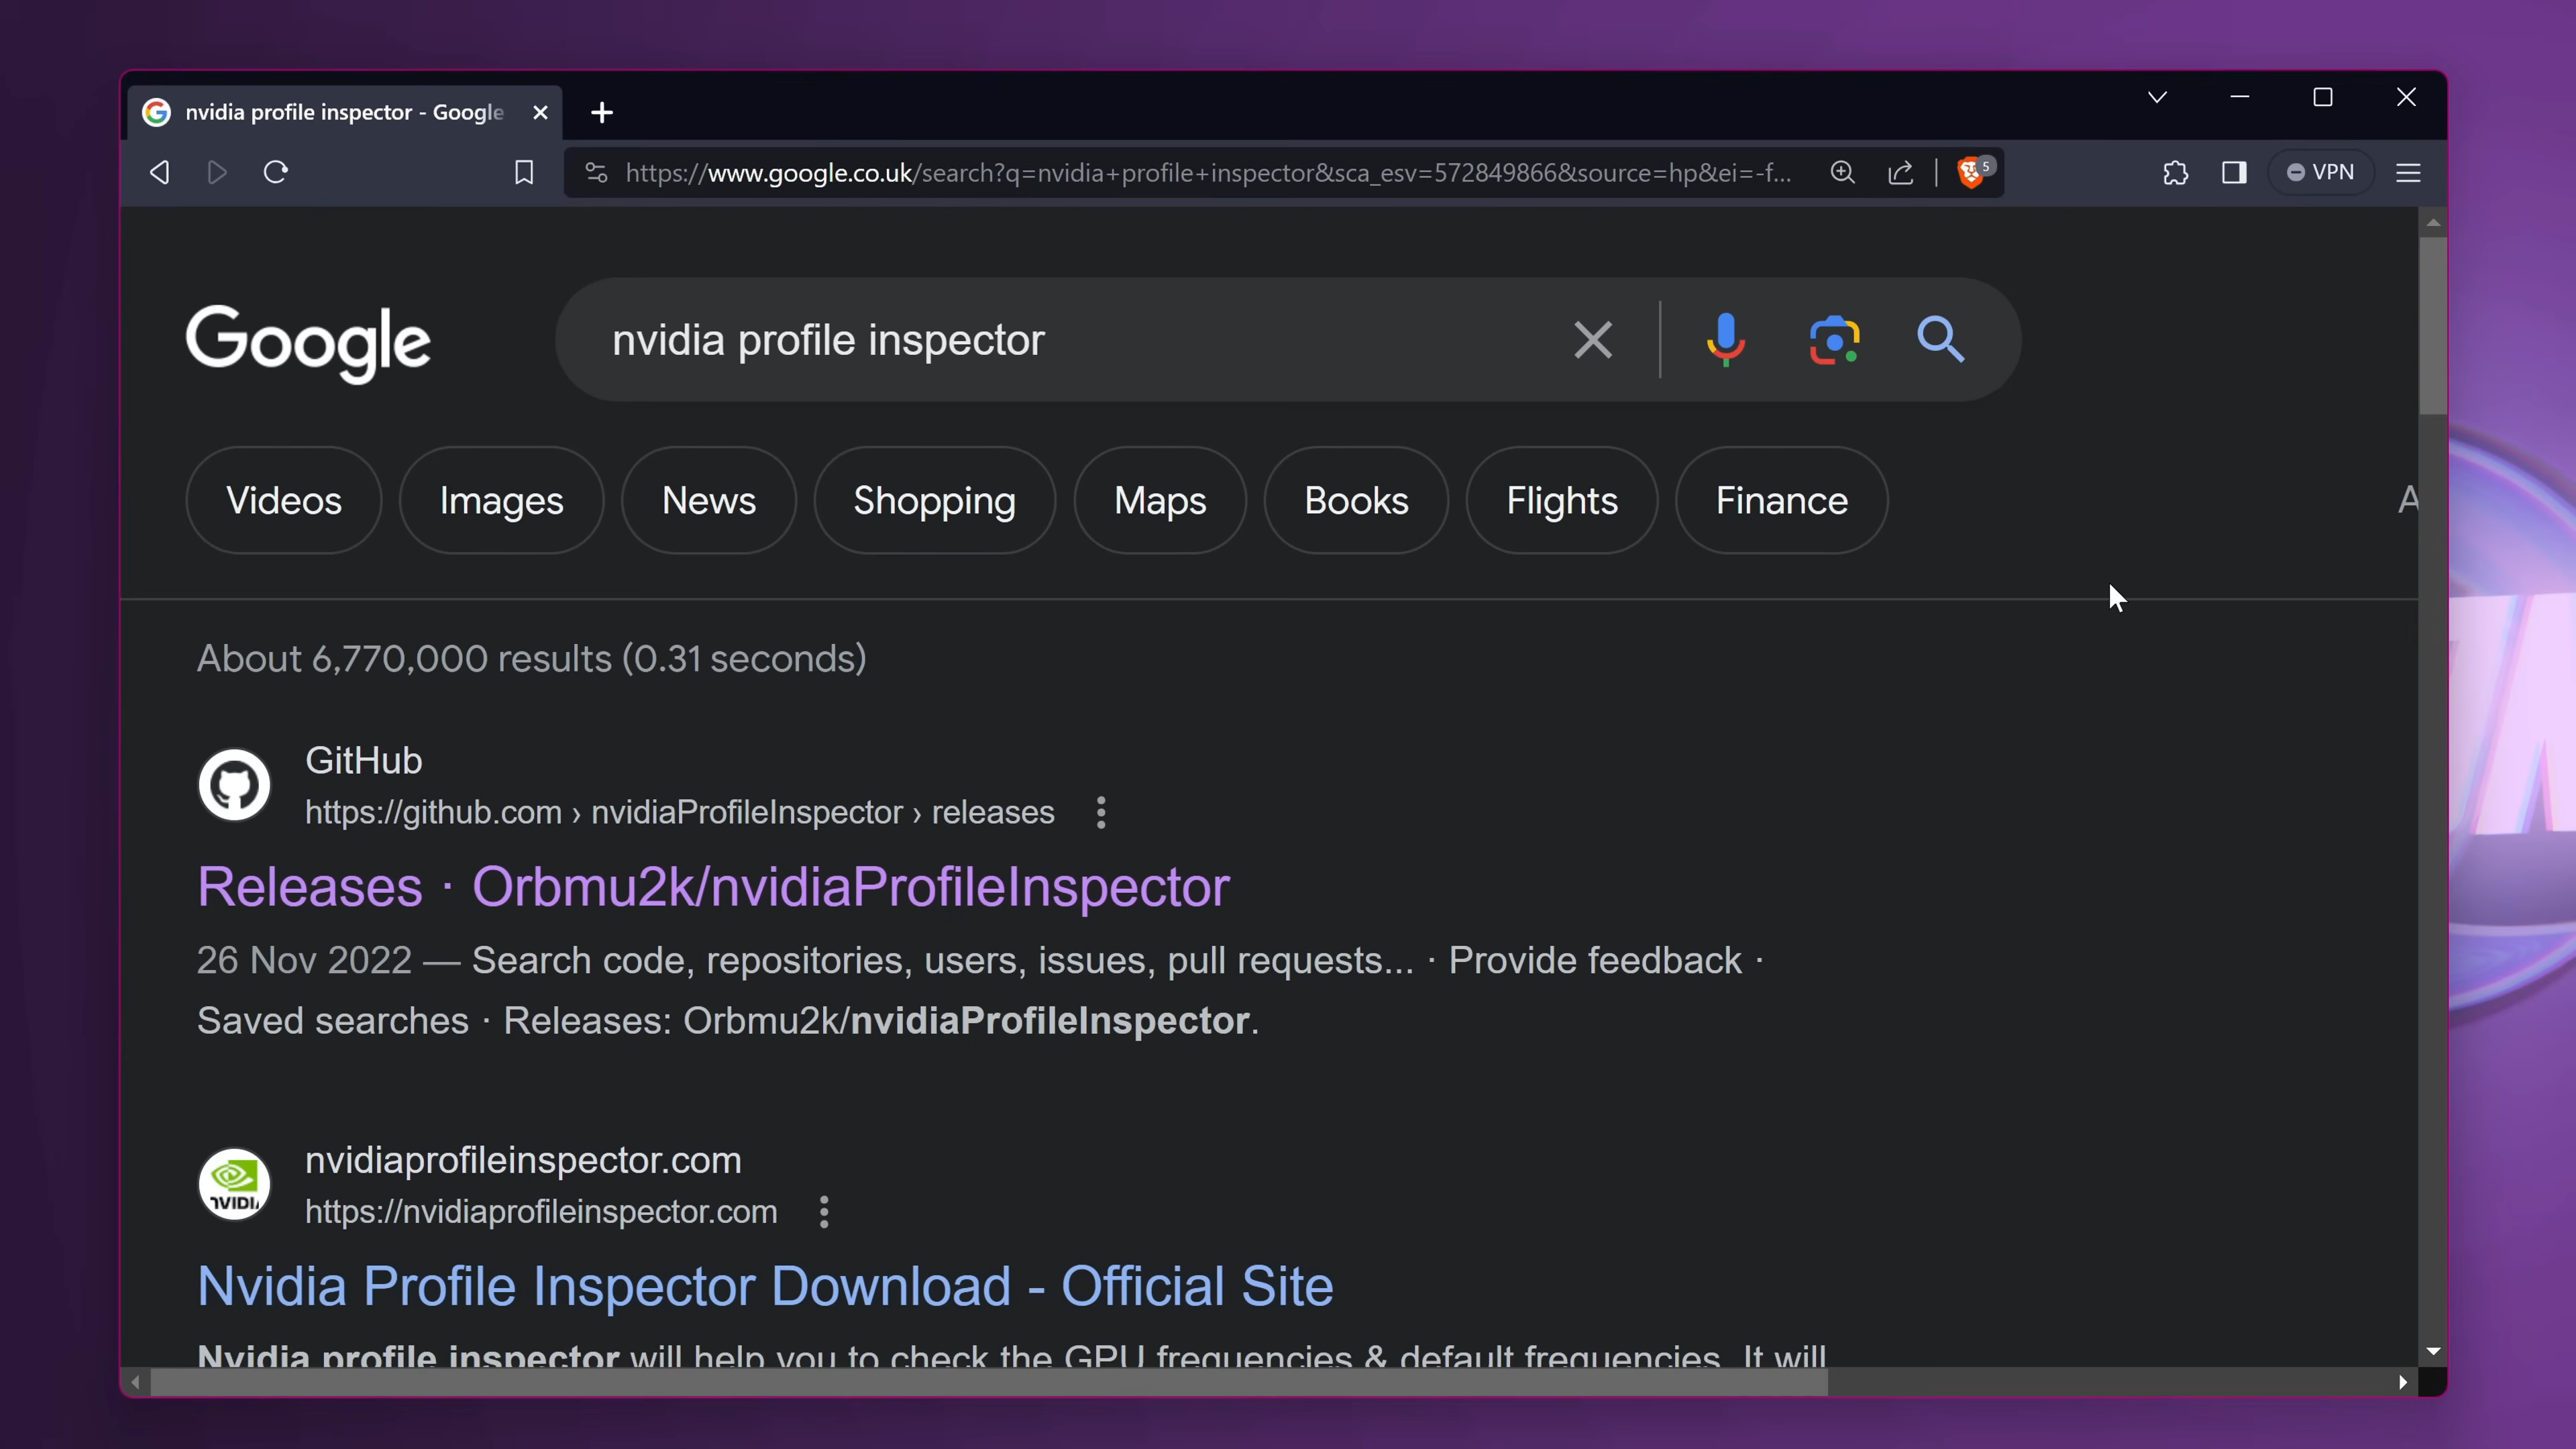 nvidia profile inspector - Google
https://www.google.co.uk/search?q=nvidia+profile+inspector&sca_esv=572849866&source=hp&ei=-f...
5
VPN
Google
nvidia profile inspector
Videos
Images
News
Shopping
Maps
Books
Flights
Finance
A
About 6,770,000 results (0.31 seconds)
GitHub
https://github.com › nvidiaProfileInspector › releases
Releases · Orbmu2k/nvidiaProfileInspector
26 Nov 2022 — Search code, repositories, users, issues, pull requests... · Provide feedback ·
Saved searches · Releases: Orbmu2k/nvidiaProfileInspector.
nvidiaprofileinspector.com
https://nvidiaprofileinspector.com
Nvidia Profile Inspector Download - Official Site
Nvidia profile inspector will help you to check the GPU frequencies & default frequencies. It will